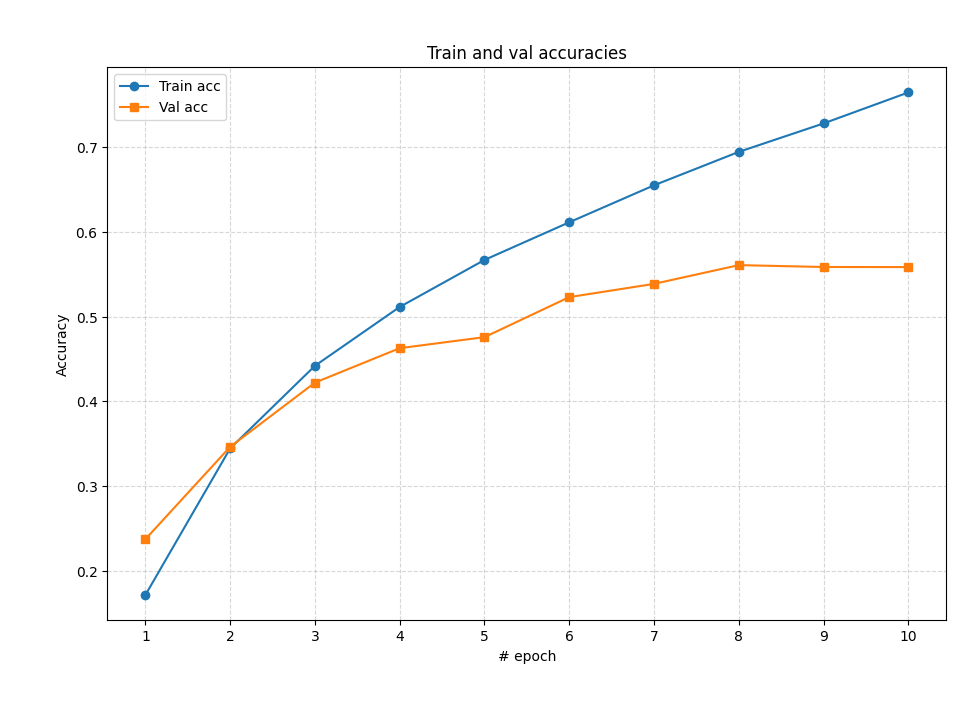 Train and val accuracies
Train acc
Val acc
0.7
0.6
0.5
0.4
0.3
0.2
Accuracy
1 2 3 4 5 6 7 8 9 10
# epoch